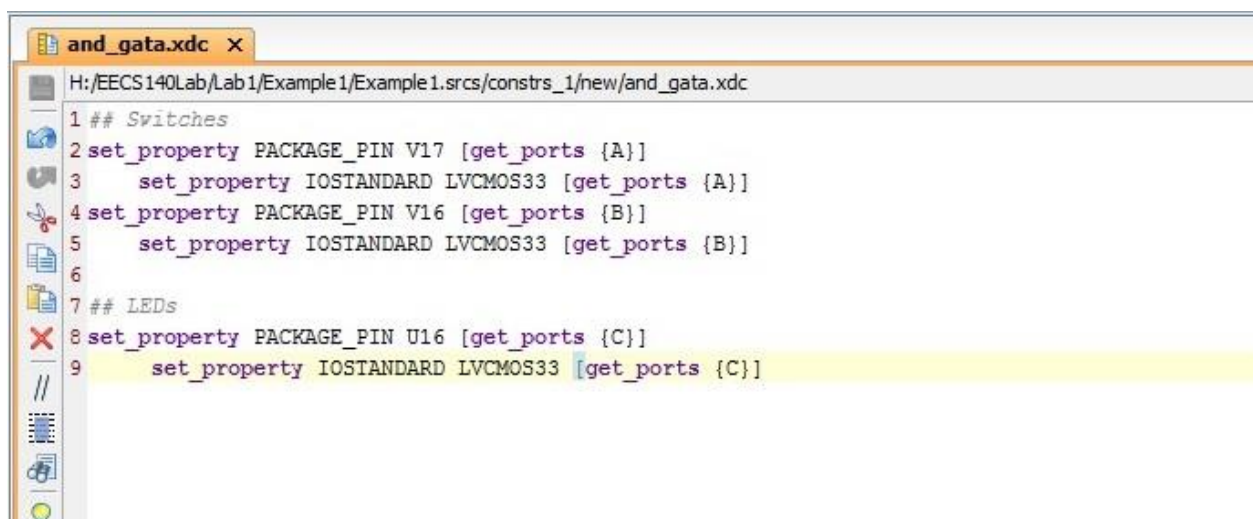 and_gata.xdc X
H:/EECS140Lab/Lab1/Example1/Example1.srcs/constrs_1/new/and_gata.xdc
1 ## Switches
2 set_property PACKAGE_PIN V17 [get_ports {A}]
3     set_property IOSTANDARD LVCMOS33 [get_ports {A}]
4 set_property PACKAGE_PIN V16 [get_ports {B}]
5     set_property IOSTANDARD LVCMOS33 [get_ports {B}]
6
7 ## LEDs
8 set_property PACKAGE_PIN U16 [get_ports {C}]
9      set_property IOSTANDARD LVCMOS33 [get_ports {C}]
//